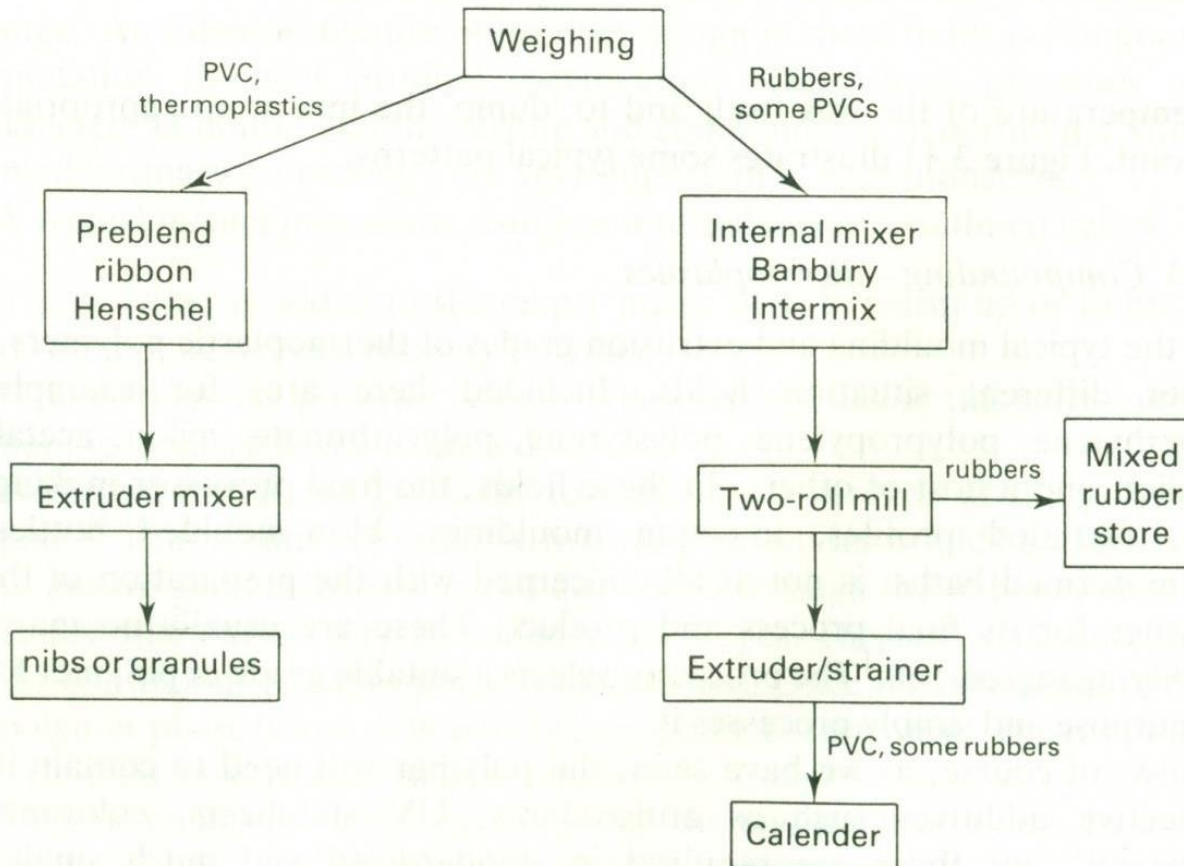 Weighing
PVC,
thermoplastics
Rubbers,
some PVCs
Preblend
ribbon
Henschel
Internal mixer
Banbury
Intermix
Extruder mixer
Two-roll mill
rubbers
Mixed
rubber
store
nibs or granules
Extruder/strainer
PVC, some rubbers
Calender